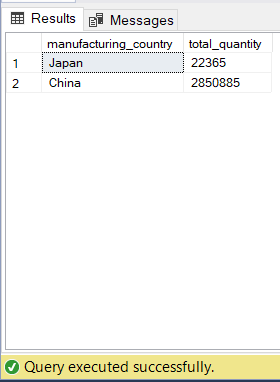 Results Messages
manufacturing_country total_quantity
1 Japan 22365
2 China 2850885
Query executed successfully.